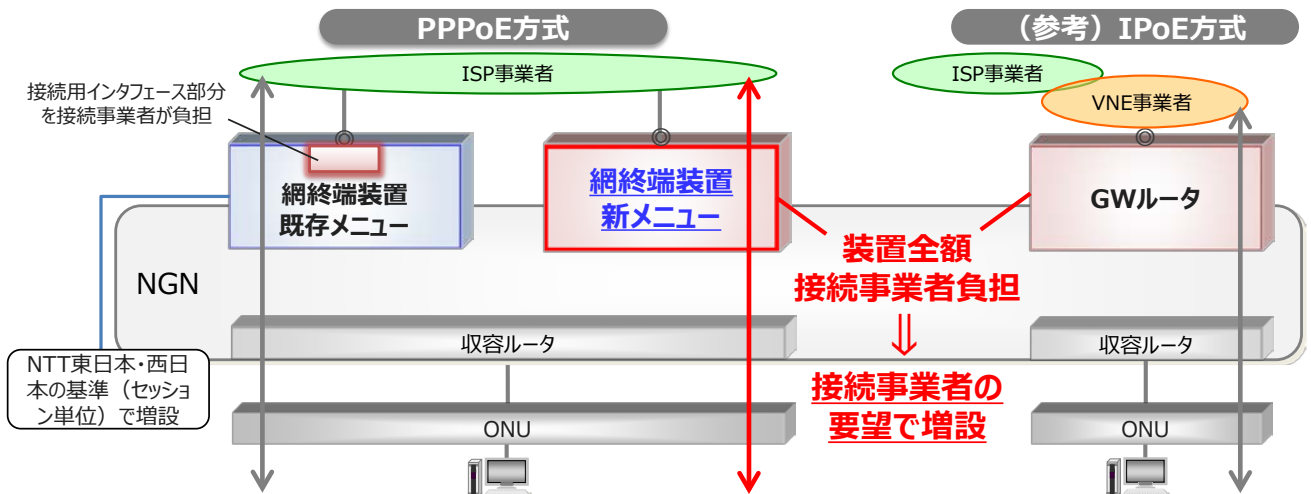 PPPoE方式
（参考）IPoE方式
ISP事業者
ISP事業者
VNE事業者
接続用インタフェース部分
を接続事業者が負担
網終端装置
既存メニュー
網終端装置
新メニュー
GWルータ
装置全額
接続事業者負担
⇓
接続事業者の
要望で増設
NGN
収容ルータ
収容ルータ
NTT東日本・西日
本の基準（セッショ
ン単位）で増設
ONU
ONU